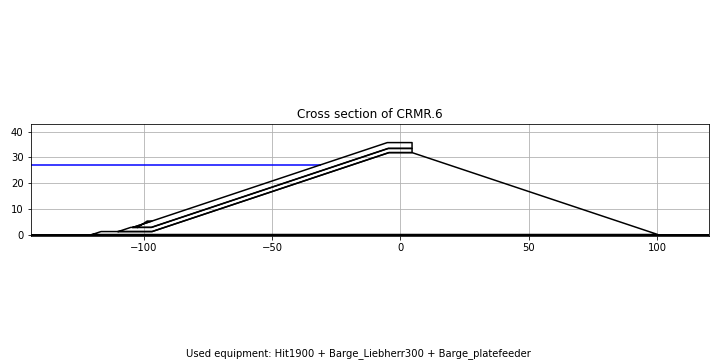 Cross section of CRMR.6
40
30
20
10
0
−100 −50 0 50 100
Used equipment: Hit1900 + Barge_Liebherr300 + Barge_platefeeder